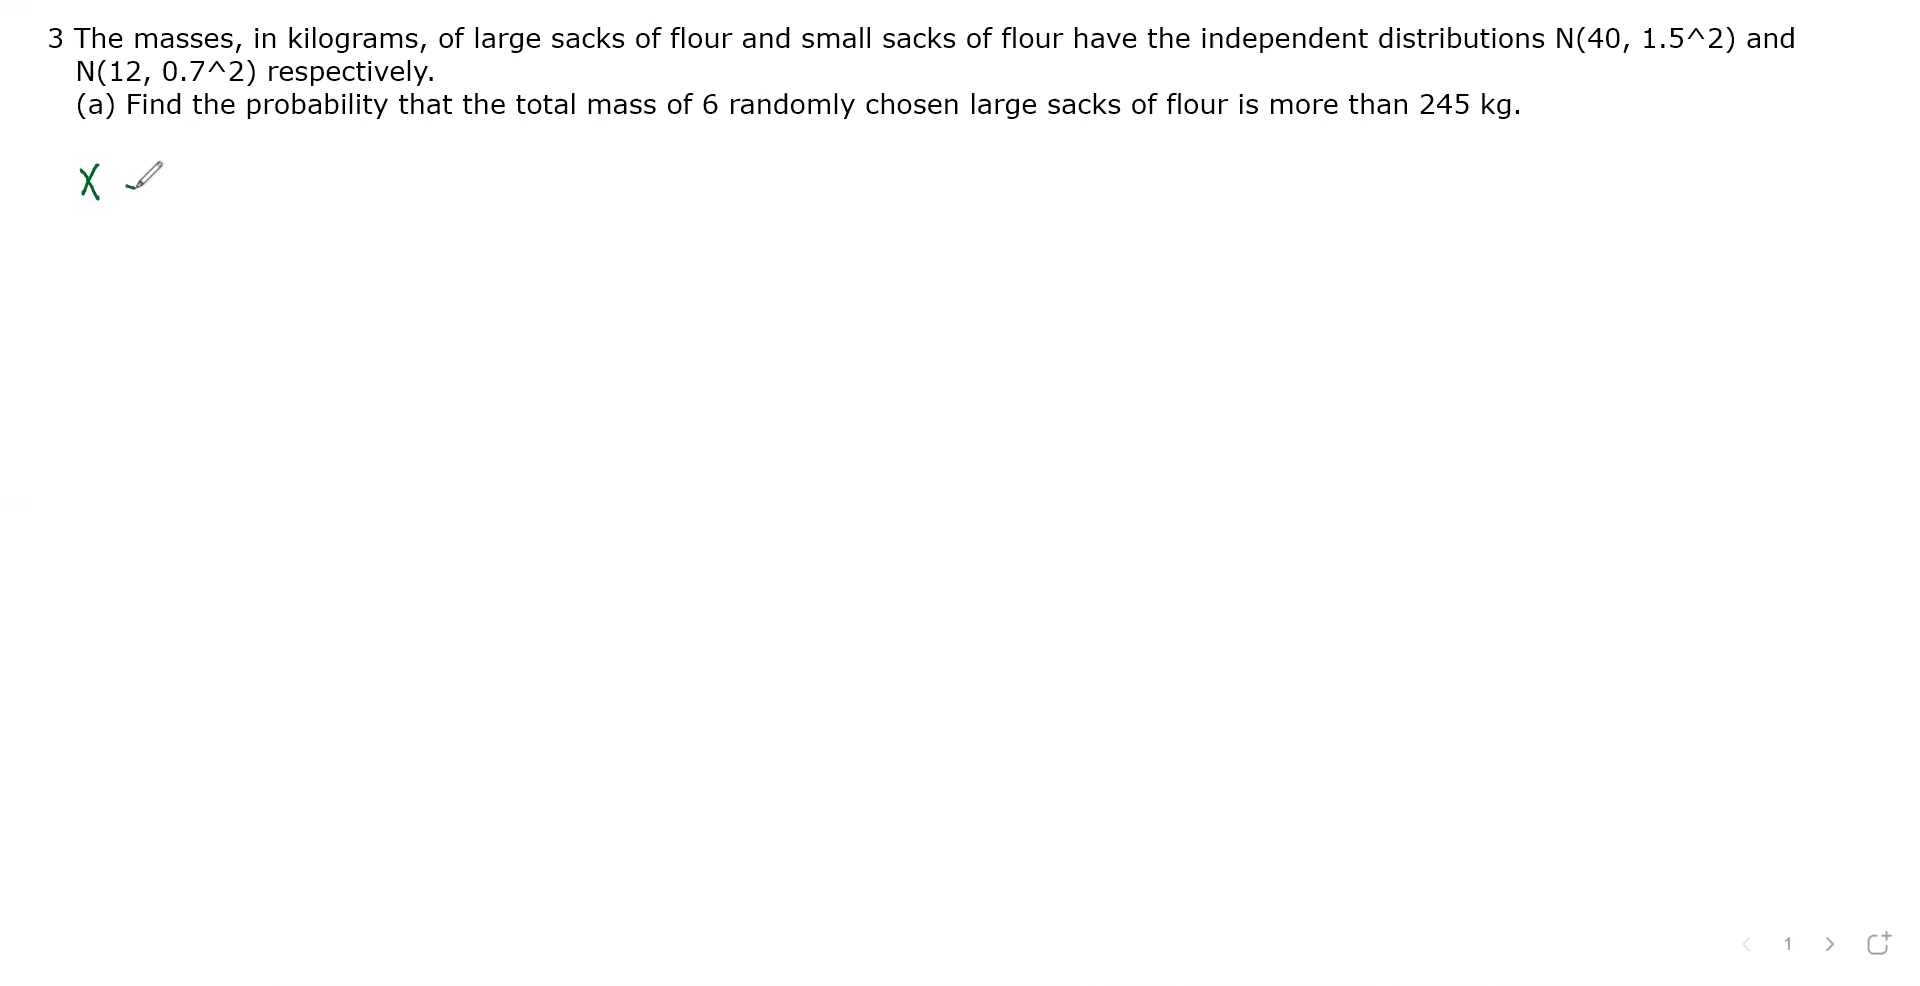 3 The masses, in kilograms, of large sacks of flour and small sacks of flour have the independent distributions N(40, 1.5^2) and
N(12, 0.7^2) respectively.
(a) Find the probability that the total mass of 6 randomly chosen large sacks of flour is more than 245 kg.
X
1